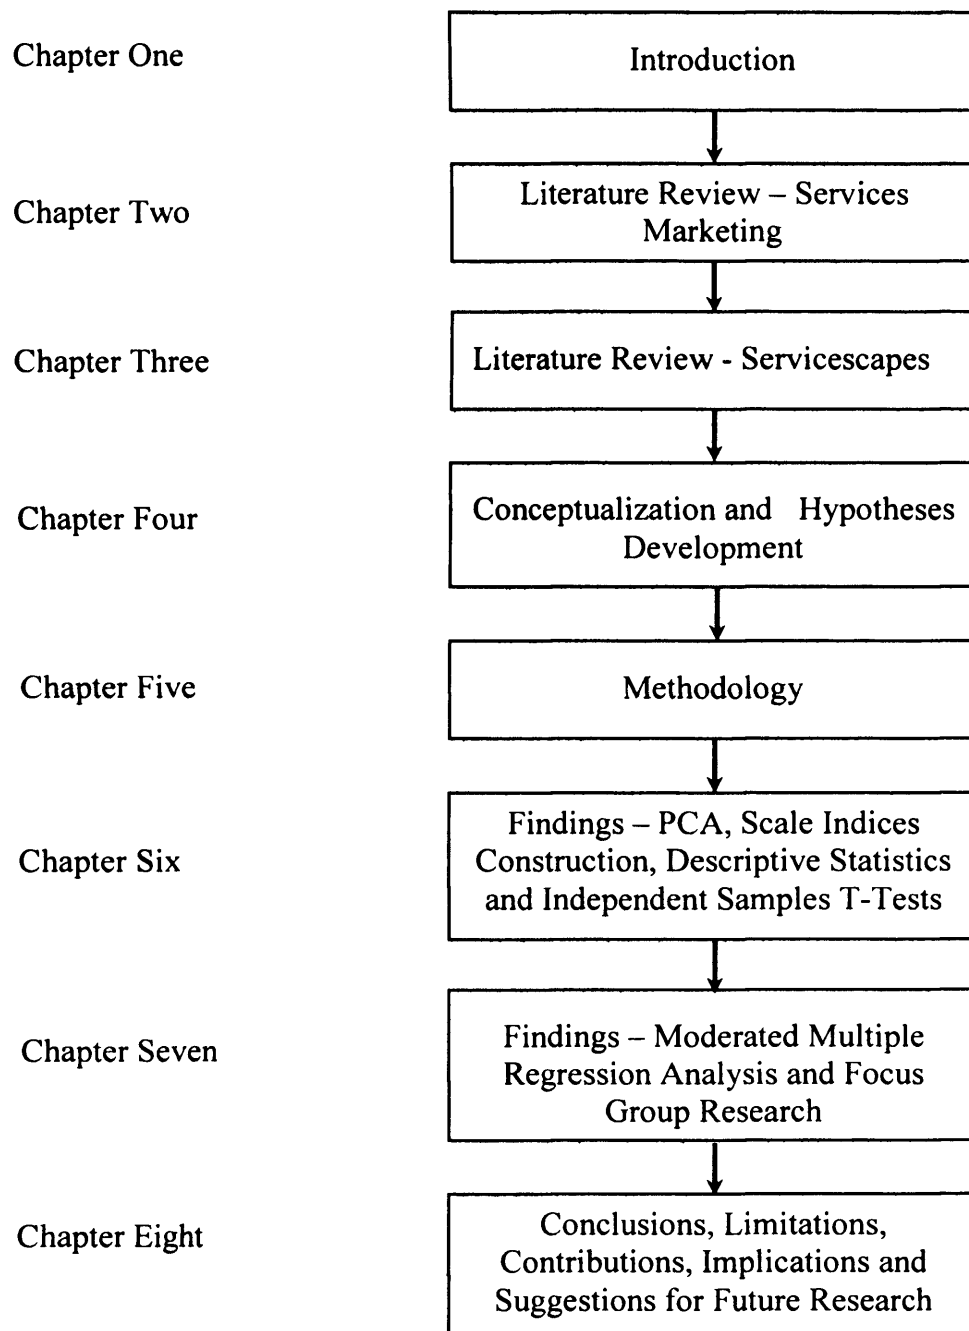 Chapter One
Introduction
Chapter Two
Literature Review – Services
Marketing
Chapter Three
Literature Review - Servicescapes
Chapter Four
Conceptualization and Hypotheses
Development
Chapter Five
Methodology
Chapter Six
Findings – PCA, Scale Indices
Construction, Descriptive Statistics
and Independent Samples T-Tests
Chapter Seven
Findings – Moderated Multiple
Regression Analysis and Focus
Group Research
Chapter Eight
Conclusions, Limitations,
Contributions, Implications and
Suggestions for Future Research